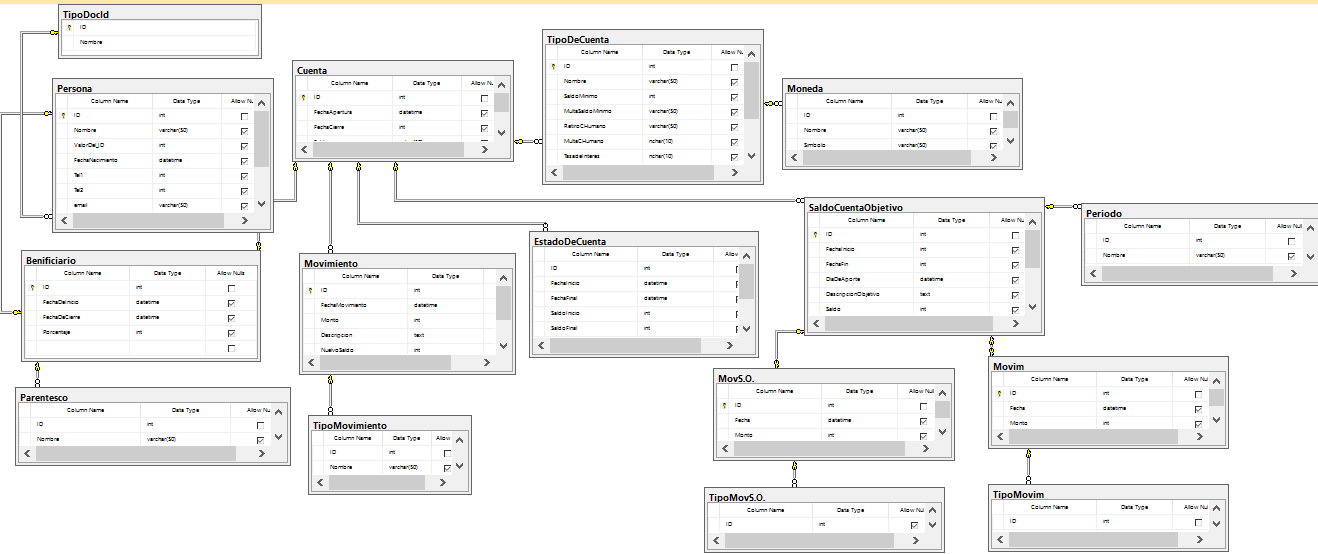 TipoDocId
ID
Nombre
Persona
Column Name Data Type Allow Nu
ID int
Nombre varchar(50)
ValorDel_ID int
FechaNacimiento datetime
Tel1 int
Tel2 int
email varchar(50)
Cuenta
Column Name Data Type Allow Nu
ID int
FechaApertura datetime
FechaCierre int
TipoDeCuenta
Column Name Data Type Allow Nu
ID int
Nombre varchar(50)
SaldoMinimo int
MultaSaldoMinimo varchar(50)
RetiroCHumano varchar(50)
MultaCHumano nchar(10)
TasadeInteres nchar(10)
Moneda
Column Name Data Type Allow Nu
ID int
Nombre varchar(50)
Simbolo varchar(50)
SaldoCuentaObjetivo
Column Name Data Type Allow Nu
ID int
FechaInicio int
FechaFin int
DiaDeAporte datetime
DescripcionObjetivo text
Saldo int
Periodo
Column Name Data Type Allow Null
ID int
Nombre varchar(50)
Benificiario
Column Name Data Type Allow Nulls
ID int
FechaDeInicio datetime
FechaDeCierre datetime
Porcentaje int
Movimiento
Column Name Data Type
ID int
FechaMovimiento datetime
Monto int
Descripcion text
NuevoSaldo int
EstadoDeCuenta
Column Name Data Type Allow
ID int
FechaInicio datetime
FechaFinal datetime
SaldoInicio int
SaldoFinal int
Parentesco
Column Name Data Type Allow Nu
ID int
Nombre varchar(50)
TipoMovimiento
Column Name Data Type Allow
ID int
Nombre varchar(50)
MovS.O.
Column Name Data Type Allow Null
ID int
Fecha datetime
Monto int
Movim
Column Name Data Type Allow Nu
ID int
Fecha datetime
Monto int
TipoMovS.O.
Column Name Data Type Allow Nul
ID int
TipoMovim
Column Name Data Type Allow Nul
ID int